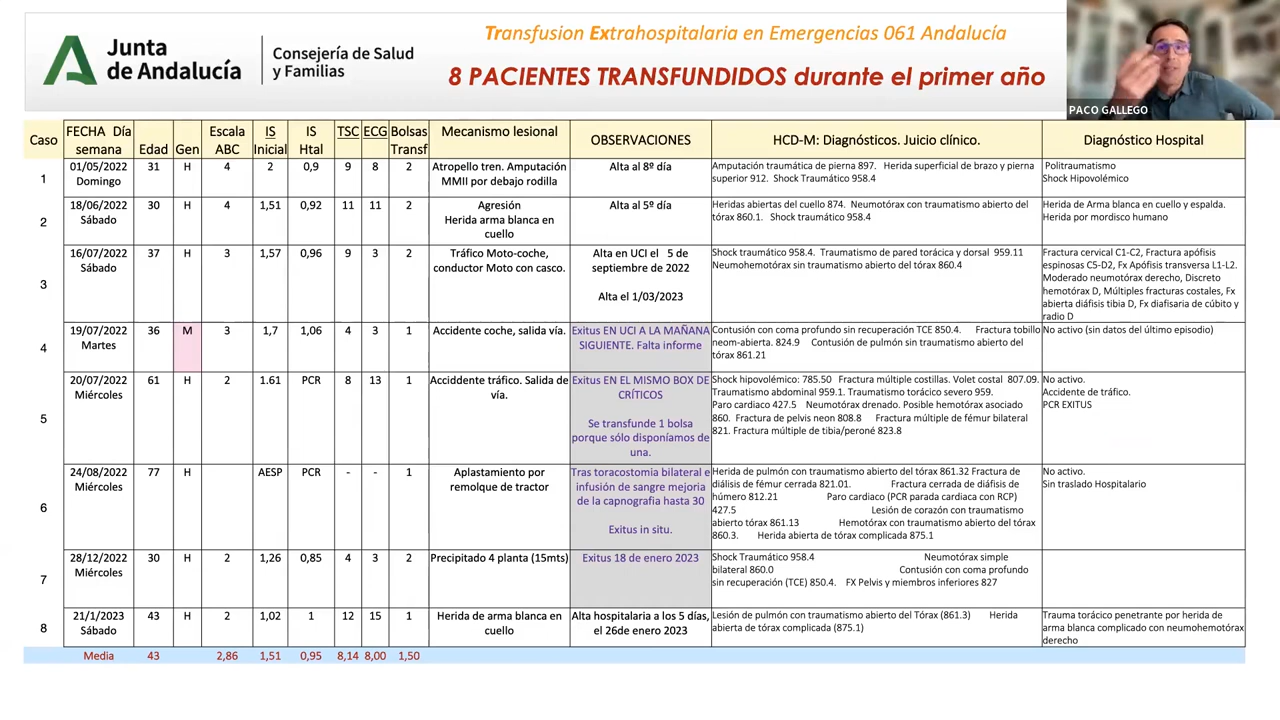 Junta
de Andalucía
Consejería de Salud
y Familias
Transfusion Extrahospitalaria en Emergencias 061 Andalucía
8 PACIENTES TRANSFUNDIDOS durante el primer año
PACO GALLEGO
Caso
FECHA Día
semana
Edad
Gen
Escala
ABC
IS
Inicial
IS
Htal
TSC
ECG
Bolsas
Transf
Mecanismo lesional
OBSERVACIONES
HCD-M: Diagnósticos. Juicio clínico.
Diagnóstico Hospital
1
01/05/2022
Domingo
31
H
4
2
0,9
9
8
2
Atropello tren. Amputación
MMII por debajo rodilla
Alta al 8º día
Amputación traumática de pierna 897. Herida superficial de brazo y pierna
superior 912. Shock Traumático 958.4
Politraumatismo
Shock Hipovolémico
2
18/06/2022
Sábado
30
H
4
1,51
0,92
11
11
2
Agresión
Herida arma blanca en
cuello
Alta al 5º día
Heridas abiertas del cuello 874. Neumotórax con traumatismo abierto del
tórax 860.1. Shock traumático 958.4
Herida de Arma blanca en cuello y espalda.
Herida por mordisco humano
3
16/07/2022
Sábado
37
H
3
1,57
0,96
9
3
2
Tráfico Moto-coche,
conductor Moto con casco.
Alta en UCI el 5 de
septiembre de 2022
Alta el 1/03/2023
Shock traumático 958.4. Traumatismo de pared torácica y dorsal 959.11
Neumohemotórax sin traumatismo abierto del tórax 860.4
Fractura cervical C1-C2, Fractura apófisis
espinosas C5-D2, Fx Apófisis transversa L1-L2.
Moderado neumotórax derecho, Discreto
hemotórax D, Múltiples fracturas costales, Fx
abierta diáfisis tibia D, Fx diafisaria de cúbito y
radio D
4
19/07/2022
Martes
36
M
3
1,7
1,06
4
3
1
Accidente coche, salida vía.
Exitus EN UCI A LA MAÑANA
SIGUIENTE. Falta informe
Contusión con coma profundo sin recuperación TCE 850.4. Fractura tobillo
neom-abierta. 824.9 Contusión de pulmón sin traumatismo abierto del
tórax 861.21
No activo (sin datos del último episodio)
5
20/07/2022
Miércoles
61
H
2
1.61
PCR
8
13
1
Acciddente tráfico. Salida de
vía.
Exitus EN EL MISMO BOX DE
CRÍTICOS
Se transfunde 1 bolsa
porque sólo disponíamos de
una.
Shock hipovolémico: 785.50 Fractura múltiple costillas. Volet costal 807.09.
Traumatismo abdominal 959.1. Traumatismo torácico severo 959.
Paro cardiaco 427.5 Neumotórax drenado. Posible hemotórax asociado
860. Fractura de pelvis neon 808.8 Fractura múltiple de fémur bilateral
821. Fractura múltiple de tibia/peroné 823.8
No activo.
Accidente de tráfico.
PCR EXITUS
6
24/08/2022
Miércoles
77
H
AESP
PCR
-
-
1
Aplastamiento por
remolque de tractor
Tras toracostomia bilateral e
infusión de sangre mejoria
de la capnografia hasta 30
Exitus in situ.
Herida de pulmón con traumatismo abierto del tórax 861.32 Fractura de
diálisis de fémur cerrada 821.01. Fractura cerrada de diáfisis de
húmero 812.21 Paro cardiaco (PCR parada cardiaca con RCP)
427.5 Lesión de corazón con traumatismo
abierto tórax 861.13 Hemotórax con traumatismo abierto del tórax
860.3. Herida abierta de tórax complicada 875.1
No activo.
Sin traslado Hospitalario
7
28/12/2022
Miércoles
30
H
2
1,26
0,85
4
3
2
Precipitado 4 planta (15mts)
Exitus 18 de enero 2023
Shock Traumático 958.4 Neumotórax simple
bilateral 860.0 Contusión con coma profundo
sin recuperación (TCE) 850.4. FX Pelvis y miembros inferiores 827
8
21/1/2023
Sábado
43
H
2
1,02
1
12
15
1
Herida de arma blanca en
cuello
Alta hospitalaria a los 5 días,
el 26de enero 2023
Lesión de pulmón con traumatismo abierto del Tórax (861.3) Herida
abierta de tórax complicada (875.1)
Trauma torácico penetrante por herida de
arma blanca complicado con neumohemotórax
derecho
Media
43
2,86
1,51
0,95
8,14
8,00
1,50